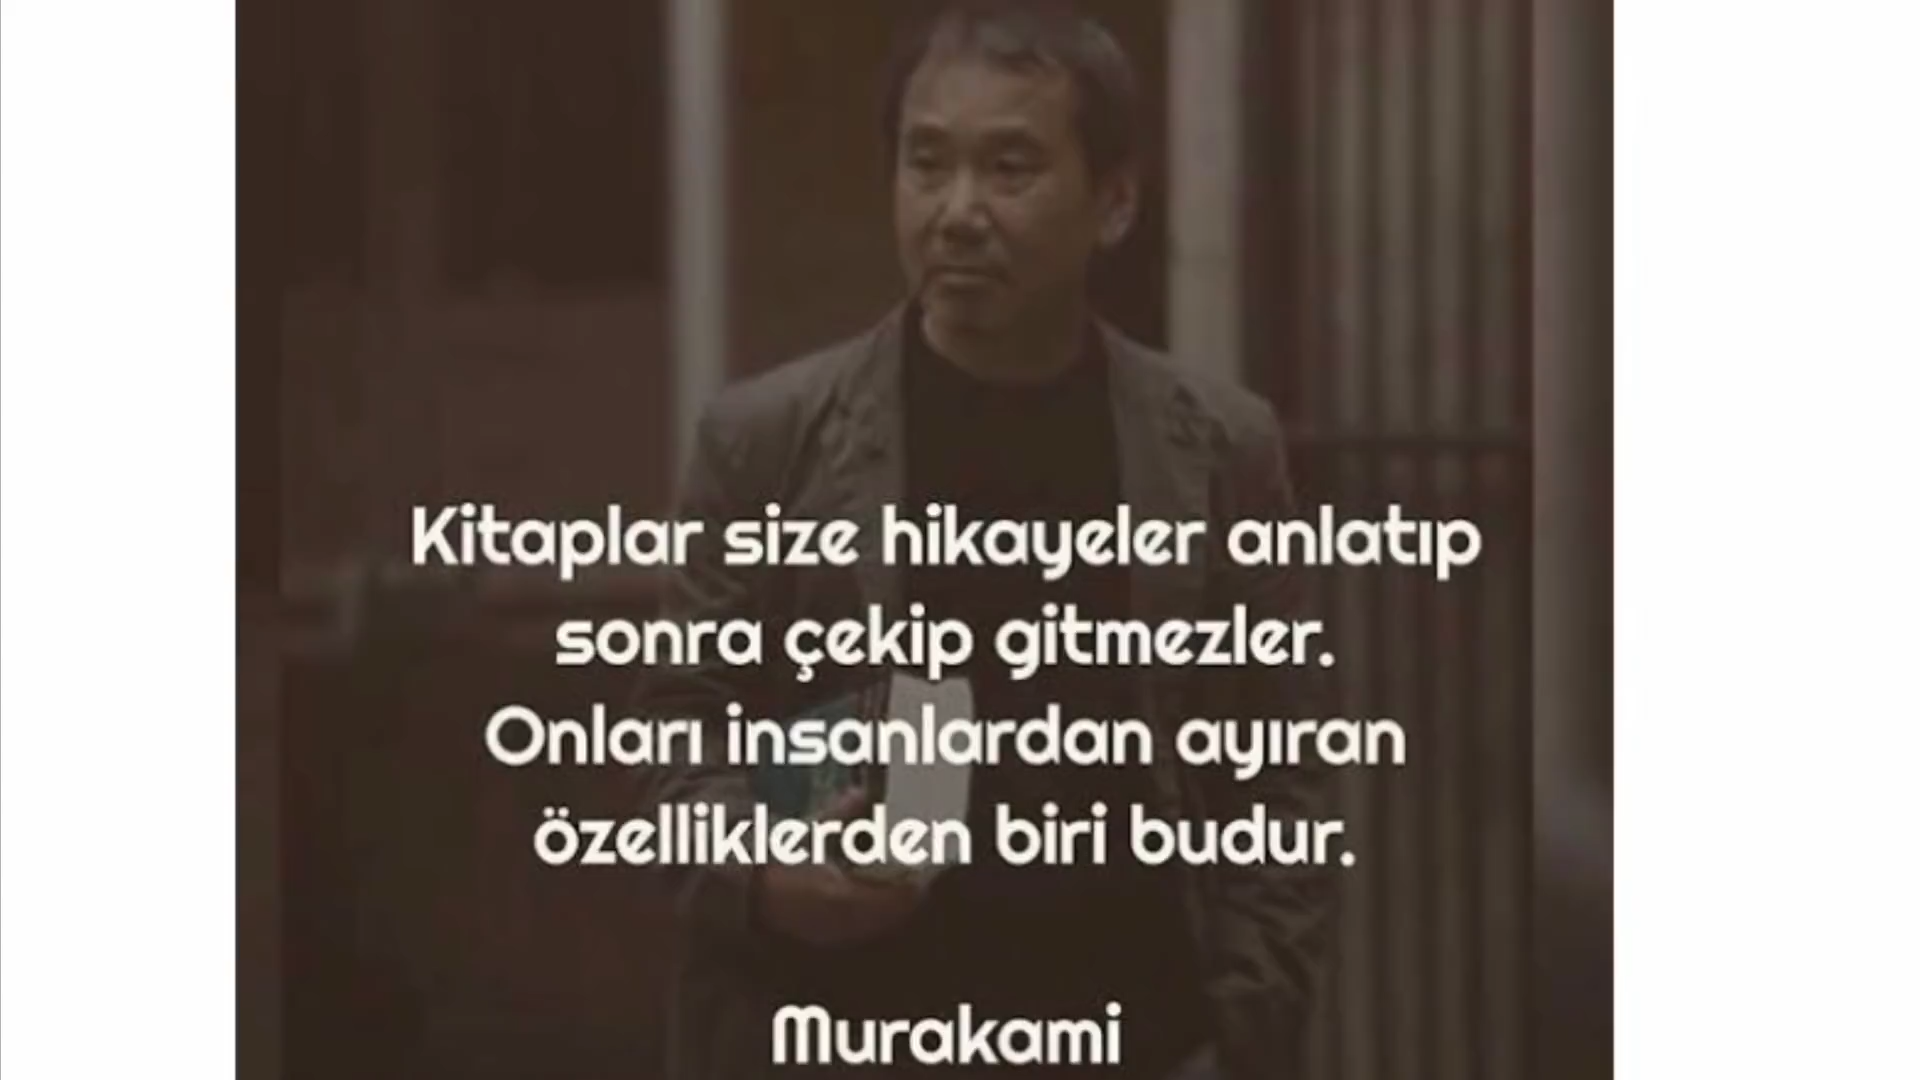 Kitaplar size hikayeler anlatıp
sonra çekip gitmezler.
Onları insanlardan ayıran
özelliklerden biri budur.
Murakami